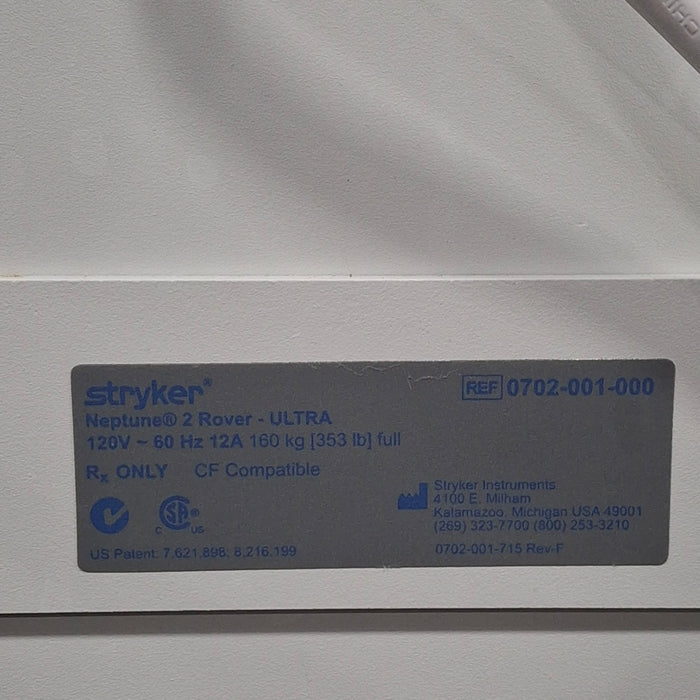 stryker®
REF 0702-001-000
Neptune® 2 Rover - ULTRA
120V ~ 60 Hz 12A 160 kg [353 lb] full
Rx ONLY CF Compatible
Stryker Instruments
4100 E. Milham
Kalamazoo, Michigan USA 49001
(269) 323-7700 (800) 253-3210
C SA ® US
US Patent: 7,621,898; 8,216,199
0702-001-715 Rev-F